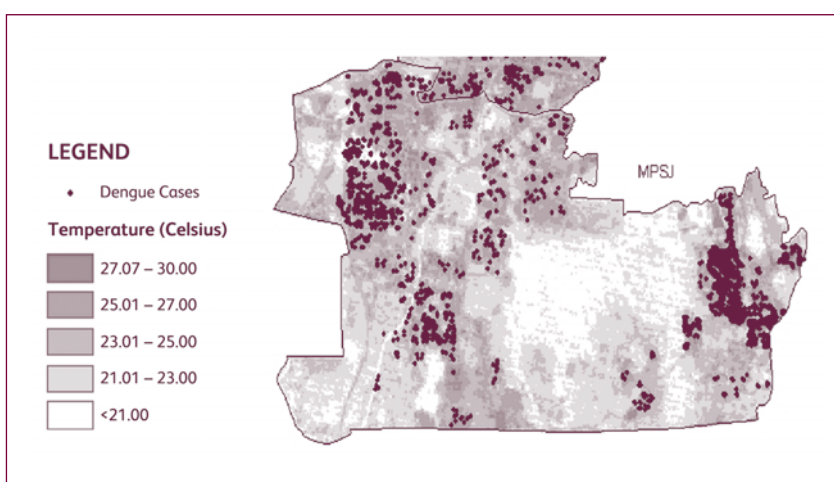 LEGEND
Dengue Cases
Temperature (Celsius)
27.07 – 30.00
25.01 – 27.00
23.01 – 25.00
21.01 – 23.00
<21.00
MPSJ